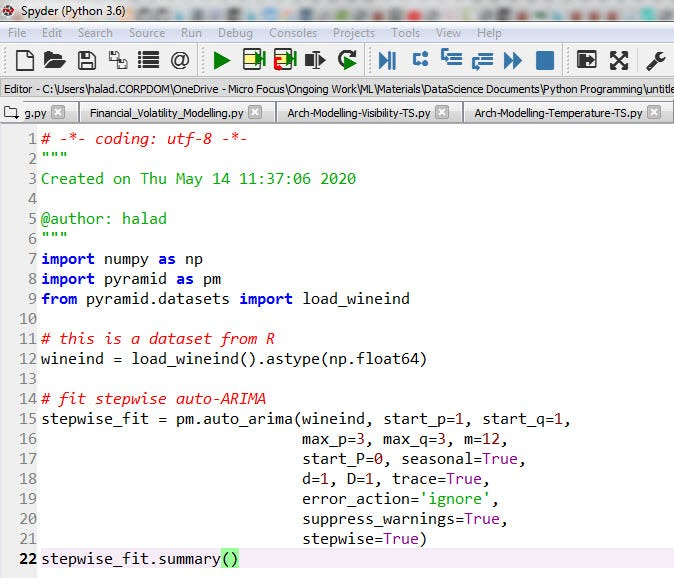 Spyder (Python 3.6)
File Edit Search Source Run Debug Consoles Projects Tools View Help
Editor - C:\Users\halad.CORPDOM\OneDrive - Micro Focus\Ongoing Work\ML\Materials\DataScience Documents\Python Programming\untitle
g.py Financial_Volatility_Modelling.py Arch-Modelling-Visibility-TS.py Arch-Modelling-Temperature-TS.py
1 # -*- coding: utf-8 -*-
2 """
3 Created on Thu May 14 11:37:06 2020
4
5 @author: halad
6 """
7 import numpy as np
8 import pyramid as pm
9 from pyramid.datasets import load_wineind
10
11 # this is a dataset from R
12 wineind = load_wineind().astype(np.float64)
13
14 # fit stepwise auto-ARIMA
15 stepwise_fit = pm.auto_arima(wineind, start_p=1, start_q=1,
16 max_p=3, max_q=3, m=12,
17 start_P=0, seasonal=True,
18 d=1, D=1, trace=True,
19 error_action='ignore',
20 suppress_warnings=True,
21 stepwise=True)
22 stepwise_fit.summary()